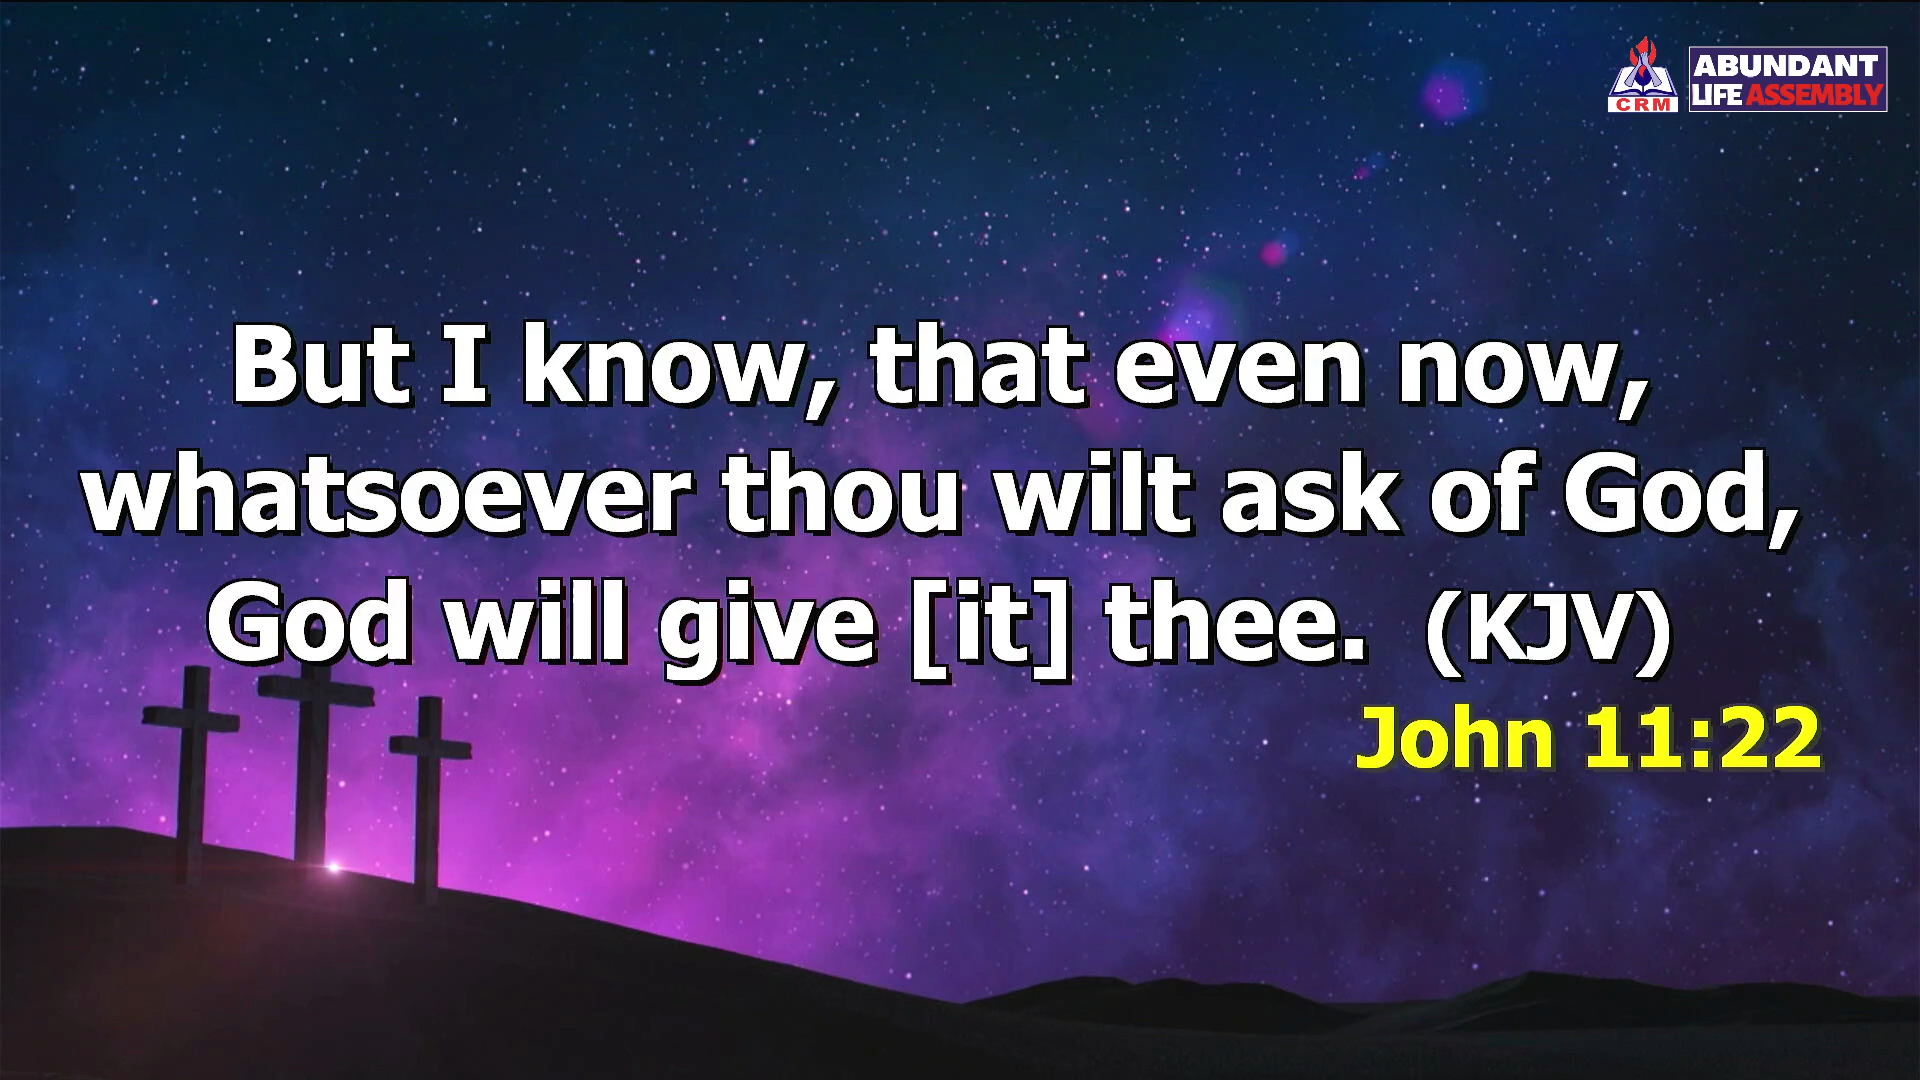 CRM
ABUNDANT
LIFE ASSEMBLY
But I know, that even now,
whatsoever thou wilt ask of God,
God will give [it] thee. (KJV)
John 11:22